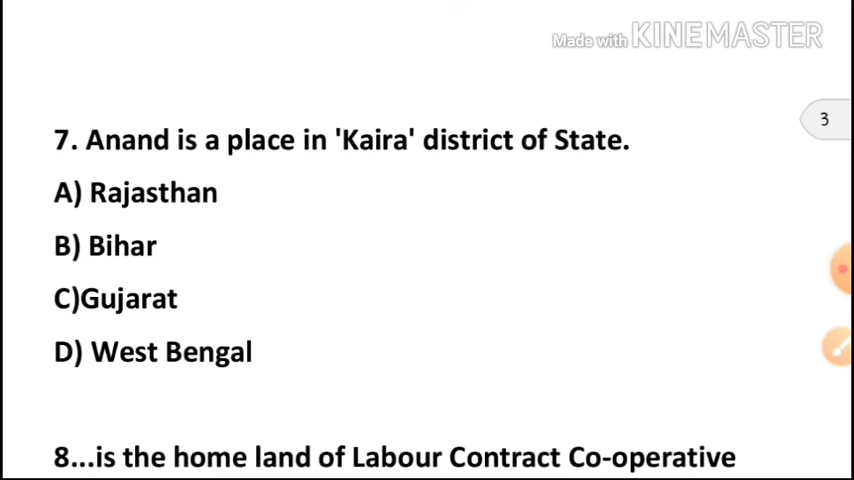 Made with KINEMASTER
3
7. Anand is a place in 'Kaira' district of State.
A) Rajasthan
B) Bihar
C)Gujarat
D) West Bengal
8...is the home land of Labour Contract Co-operative